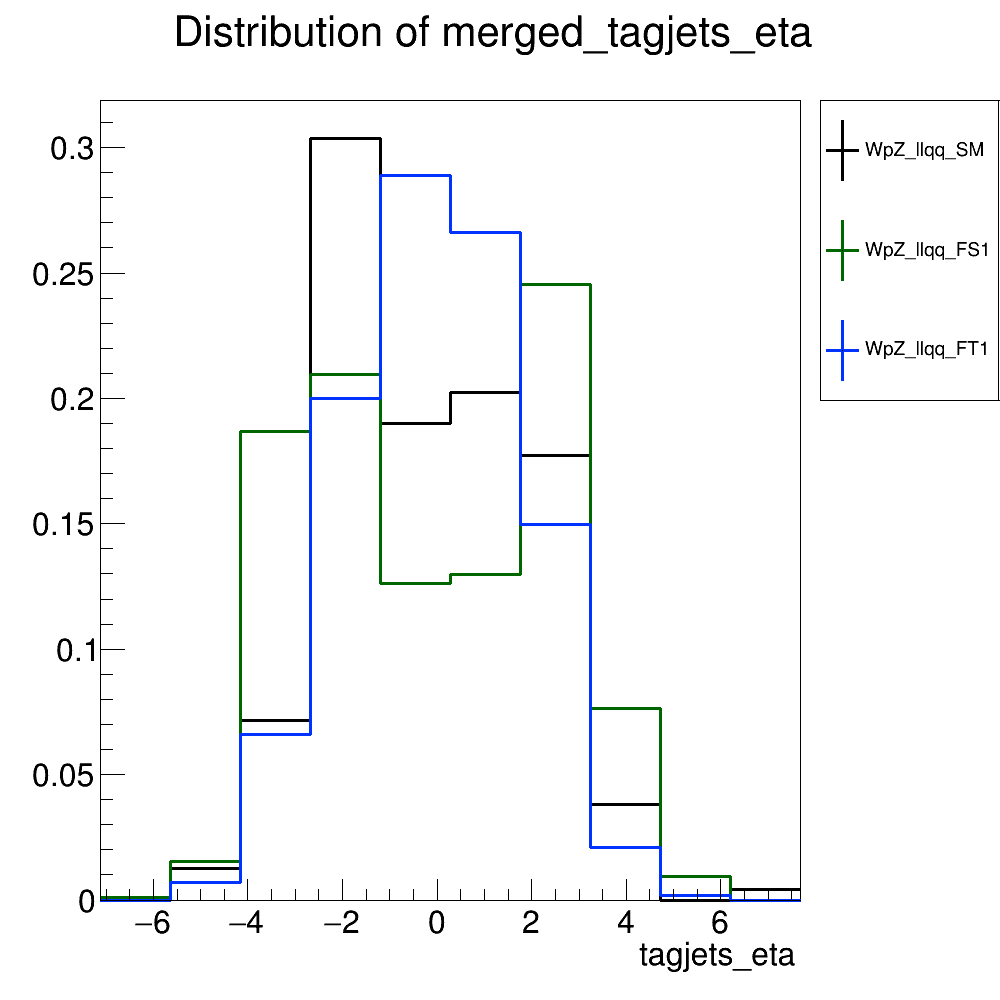 Distribution of merged_tagjets_eta
0.3
0.25
0.2
0.15
0.1
0.05
0
−6
−4
−2
0
2
4
6
tagjets_eta
WpZ_llqq_SM
WpZ_llqq_FS1
WpZ_llqq_FT1